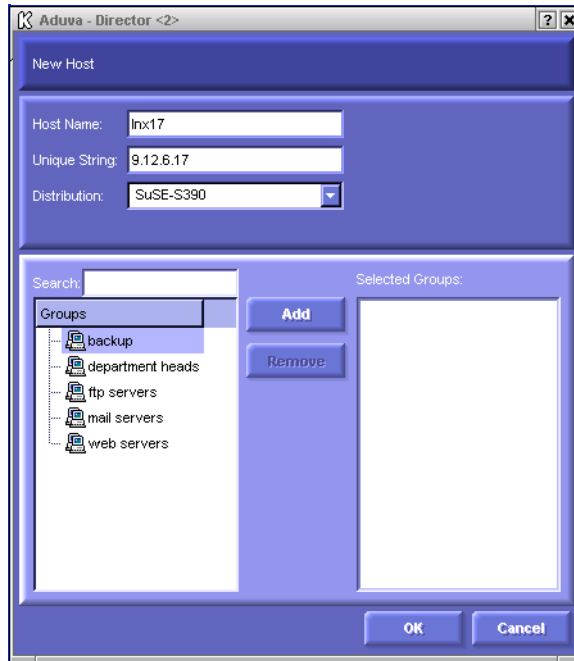 Aduva - Director <2>
New Host
Host Name: lnx17
Unique String: 9.12.6.17
Distribution: SuSE-S390
Search:
Selected Groups:
Groups
Add
backup
Remove
department heads
ftp servers
mail servers
web servers
OK Cancel